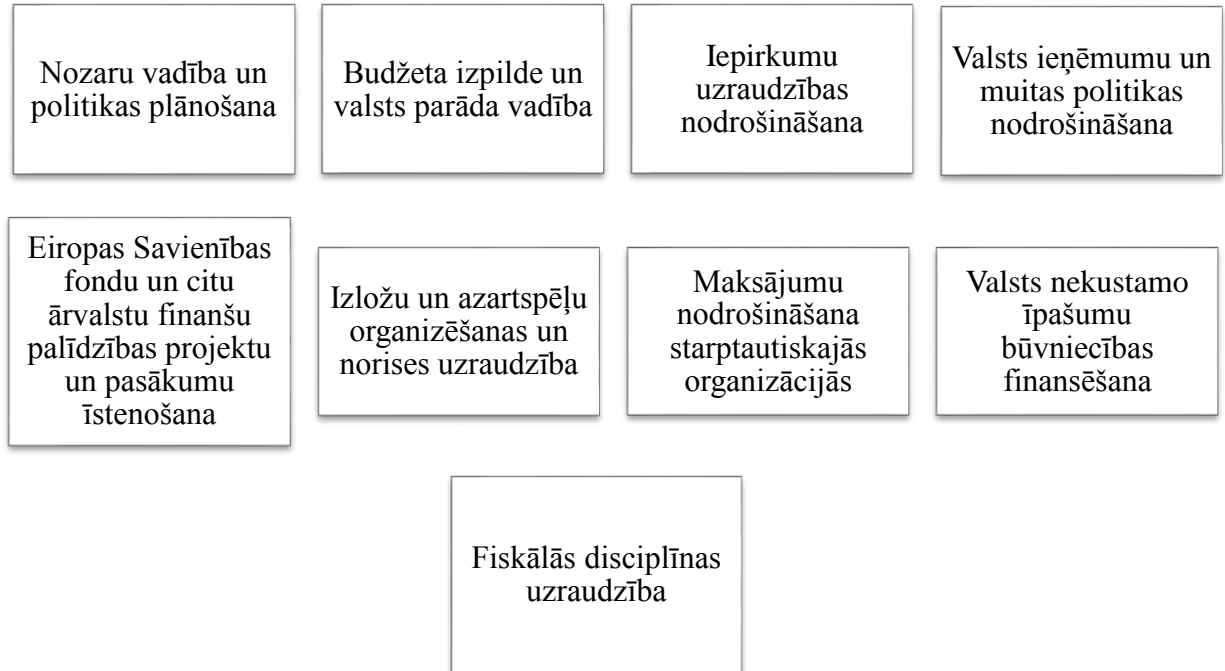 Nozaru vadība un
politikas plānošana
Budžeta izpilde un
valsts parāda vadība
Iepirkumu
uzraudzības
nodrošināšana
Valsts ieņēmumu un
muitas politikas
nodrošināšana
Eiropas Savienības
fondu un citu
ārvalstu finanšu
palīdzības projektu
un pasākumu
īstenošana
Izložu un azartspēļu
organizēšanas un
norises uzraudzība
Maksājumu
nodrošināšana
starptautiskajās
organizācijās
Valsts nekustamo
īpašumu
būvniecības
finansēšana
Fiskālās disciplīnas
uzraudzība